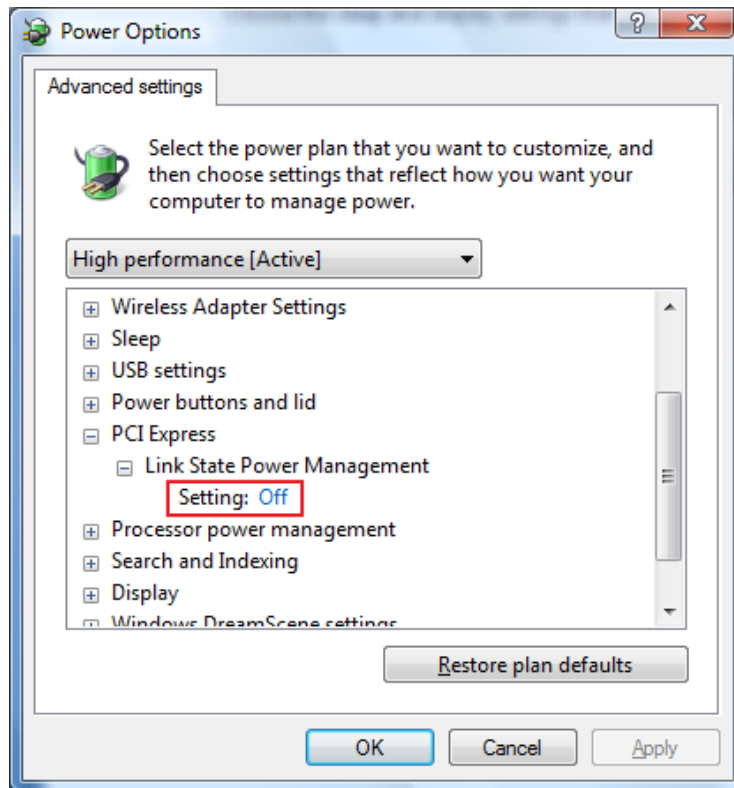 Power Options
Advanced settings
Select the power plan that you want to customize, and
then choose settings that reflect how you want your
computer to manage power.
High performance [Active]
Wireless Adapter Settings
Sleep
USB settings
Power buttons and lid
PCI Express
Link State Power Management
Setting: Off
Processor power management
Search and Indexing
Display
Windows DreamScene settings
Restore plan defaults
OK Cancel Apply